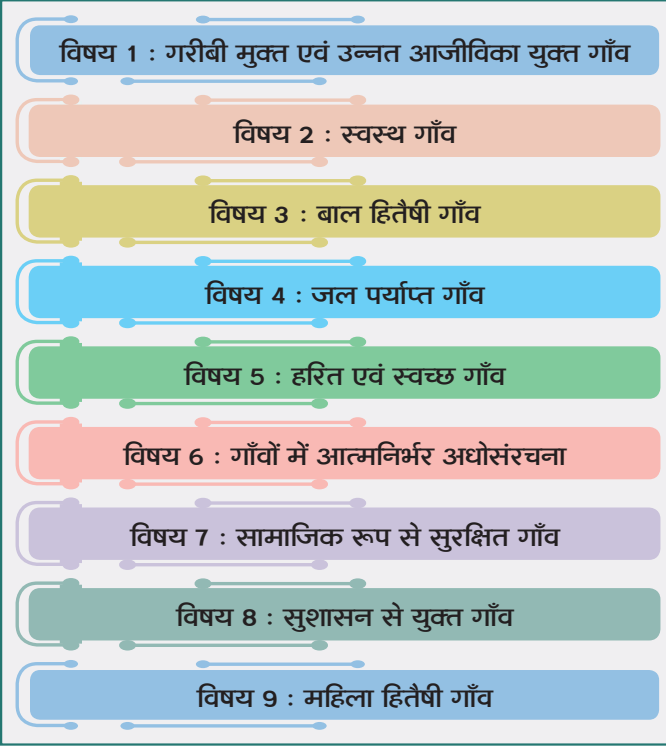 विषय 1 : गरीबी मुक्त एवं उन्नत आजीविका युक्त गाँव
विषय 2 : स्वस्थ गाँव
विषय 3 : बाल हितैषी गाँव
विषय 4 : जल पर्याप्त गाँव
विषय 5 : हरित एवं स्वच्छ गाँव
विषय 6 : गाँवों में आत्मनिर्भर अधोसंरचना
विषय 7 : सामाजिक रूप से सुरक्षित गाँव
विषय 8 : सुशासन से युक्त गाँव
विषय 9 : महिला हितैषी गाँव